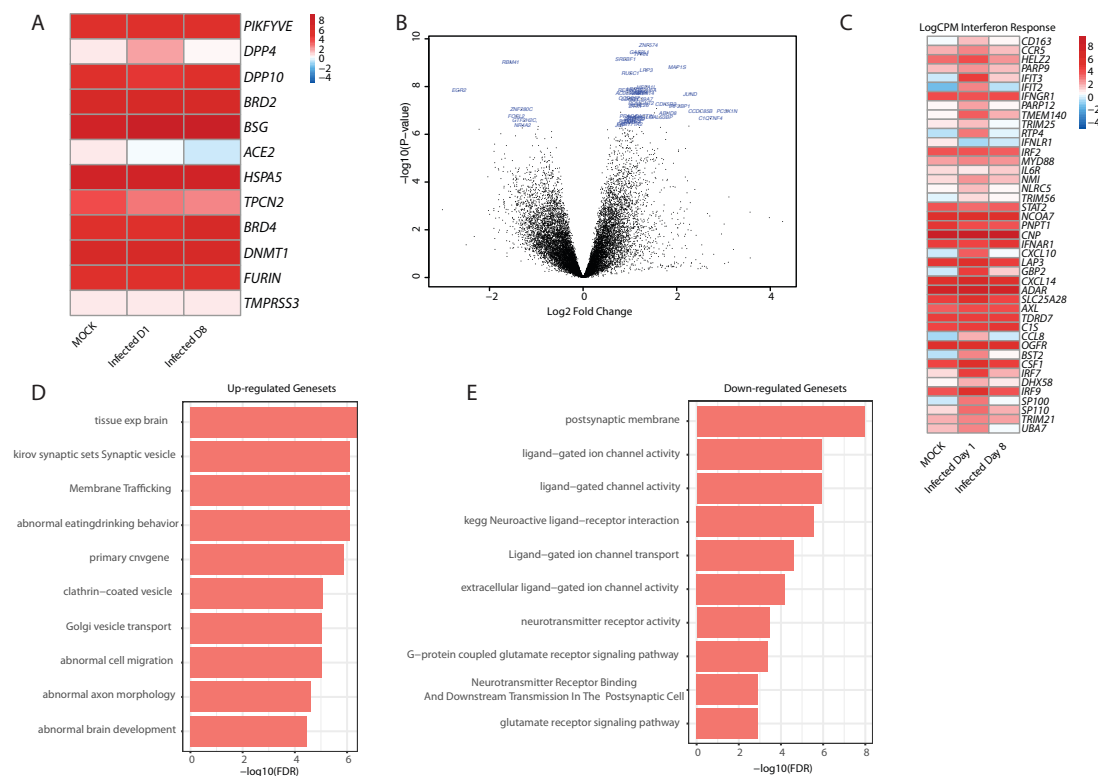 A
8
6
4
2
0
−2
−4
PIKFYVE
DPP4
DPP10
BRD2
BSG
ACE2
HSPA5
TPCN2
BRD4
DNMT1
FURIN
TMPRSS3
MOCK
Infected D1
Infected D8
B
−log10(P−value)
10
8
6
4
2
0
−2
0
2
4
Log2 Fold Change
RBM41
EGR2
ZNF674
LRP3
MAP1S
RUEC1
JUND
PC3K1N
C
LogCPM Interferon Response
8
6
4
2
0
−2
−4
CD163
CCR5
HELZ2
PARP9
IFIT3
IFIT2
IFNGR1
PARP12
TMEM140
TRIM25
RTP4
IFNLR1
IRF2
MYD88
IL6R
NMI
NLRC5
TRIM56
STAT2
NCOA7
PNPT1
CNP
IFNAR1
CXCL10
LAP3
GBP2
CXCL14
ADAR
SLC25A28
AXL
TDRD7
C1S
CCL8
OGFR
BST2
CSF1
IRF7
DHX58
IRF9
SP100
SP110
TRIM21
UBA7
MOCK
Infected Day 1
Infected Day 8
D
Up-regulated Genesets
tissue exp brain
kirov synaptic sets Synaptic vesicle
Membrane Trafficking
abnormal eatingdrinking behavior
primary cnvgene
clathrin−coated vesicle
Golgi vesicle transport
abnormal cell migration
abnormal axon morphology
abnormal brain development
0
2
4
6
−log10(FDR)
E
Down-regulated Genesets
postsynaptic membrane
ligand−gated ion channel activity
ligand−gated channel activity
kegg Neuroactive ligand−receptor interaction
Ligand−gated ion channel transport
extracellular ligand−gated ion channel activity
neurotransmitter receptor activity
G−protein coupled glutamate receptor signaling pathway
Neurotransmitter Receptor Binding
And Downstream Transmission In The Postsynaptic Cell
glutamate receptor signaling pathway
0
2
4
6
8
−log10(FDR)